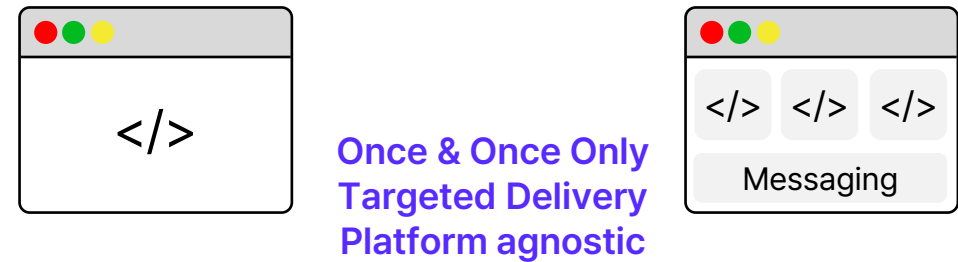 </>
Once & Once Only
Targeted Delivery
Platform agnostic
</> </> </>
Messaging